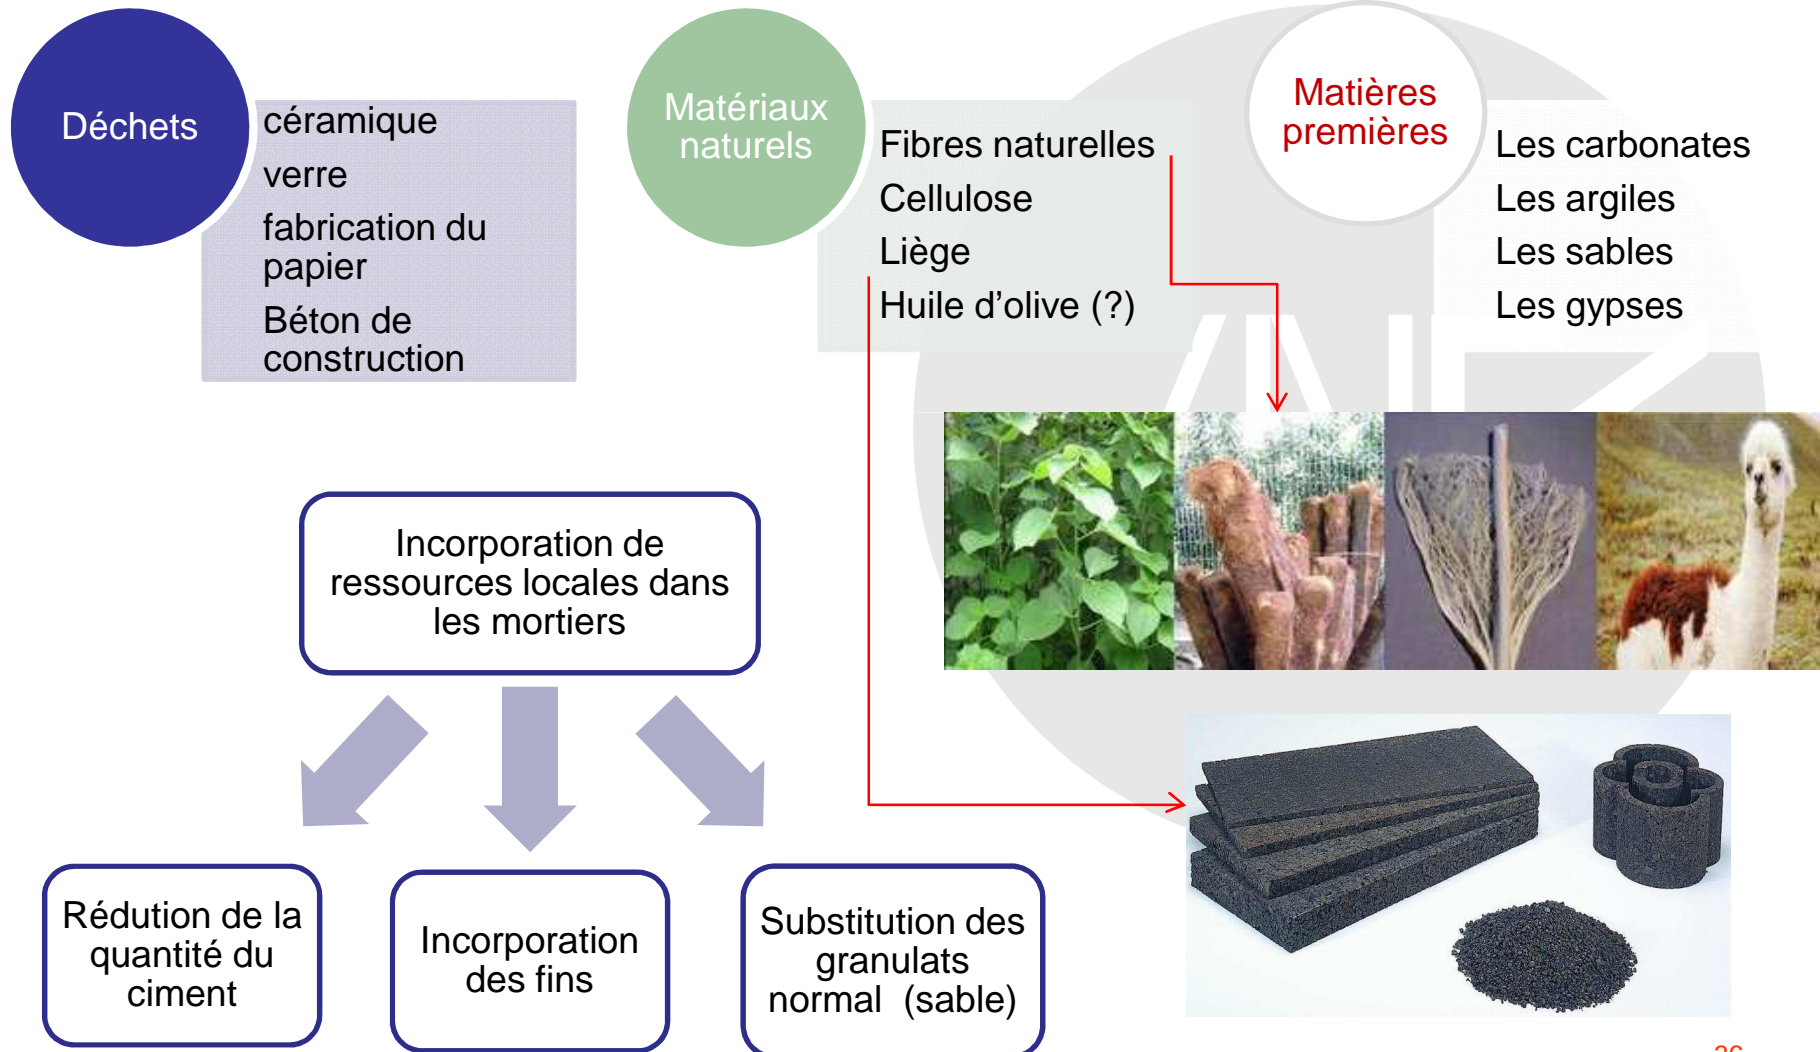 Déchets
céramique
verre
fabrication du
papier
Béton de
construction
Matériaux
naturels
Fibres naturelles
Cellulose
Liège
Huile d’olive (?)
Matières
premières
Les carbonates
Les argiles
Les sables
Les gypses
Incorporation de
ressources locales dans
les mortiers
Rédution de la
quantité du
ciment
Incorporation
des fins
Substitution des
granulats
normal (sable)